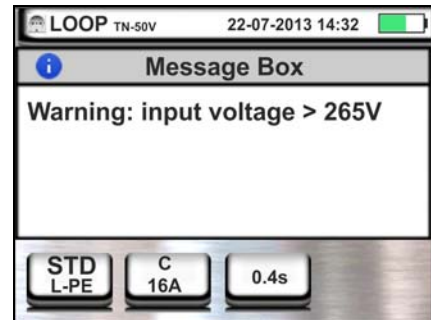 LOOP TN-50V 22-07-2013 14:32
Message Box
Warning: input voltage > 265V
STD C 0.4s
L-PE 16A